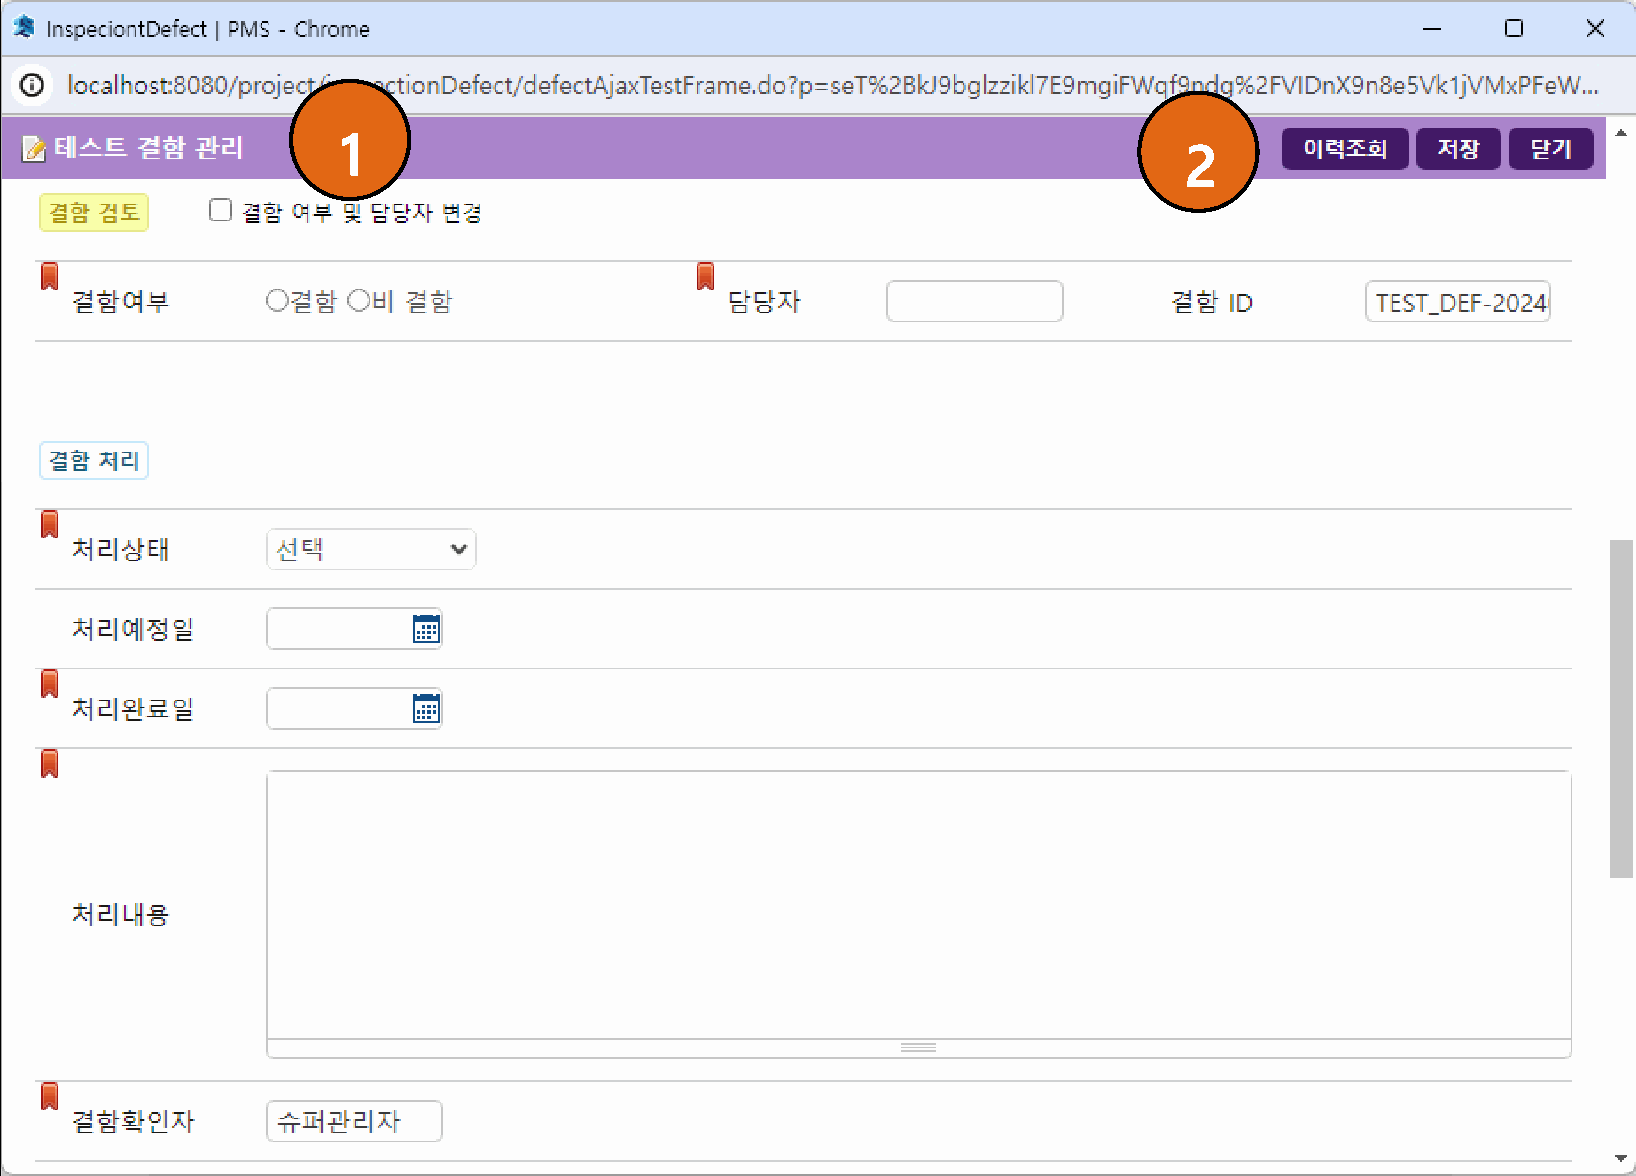 InspeciontDefect | PMS - Chrome
localhost:8080/project/inspectionDefect/defectAjaxTestFrame.do?p=seT%2BkJ9bglzzikl7E9mgiFWqf9ndg%2FVIDnX9n8e5Vk1jVMxPFeW...
테스트 결함 관리 1 2 이력조회 저장 닫기
결함 검토 결함 여부 및 담당자 변경
결함여부 결함 비 결함 담당자 결함 ID TEST_DEF-2024
결함 처리
처리상태 선택
처리예정일
처리완료일
처리내용
결함확인자 슈퍼관리자